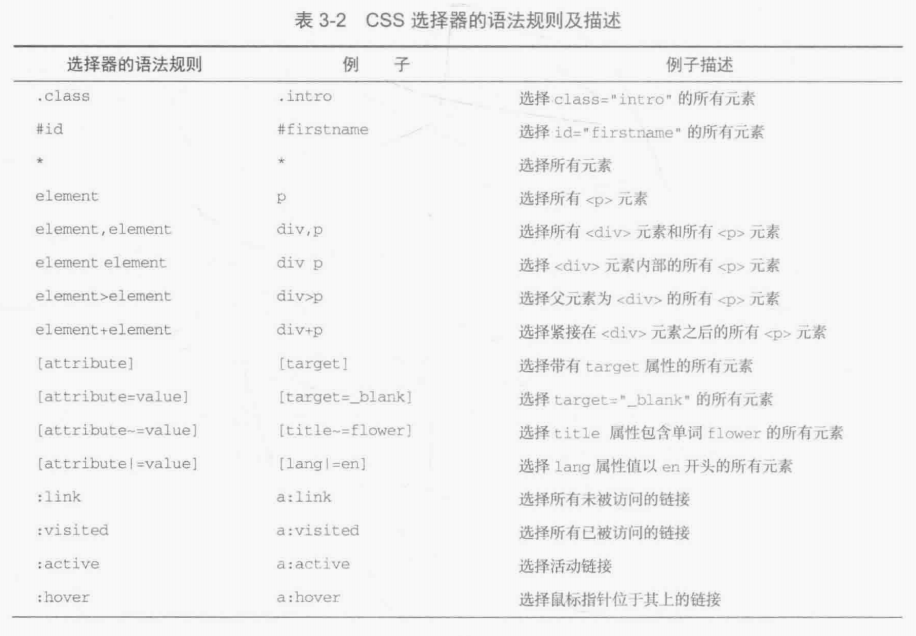 表 3-2 CSS 选择器的语法规则及描述
选择器的语法规则 例 子 例子描述
.class .intro 选择 class="intro" 的所有元素
#id #firstname 选择 id="firstname" 的所有元素
* * 选择所有元素
element p 选择所有 <p> 元素
element,element div,p 选择所有 <div> 元素和所有 <p> 元素
element element div p 选择 <div> 元素内部的所有 <p> 元素
element>element div>p 选择父元素为 <div> 的所有 <p> 元素
element+element div+p 选择紧接在 <div> 元素之后的所有 <p> 元素
[attribute] [target] 选择带有 target 属性的所有元素
[attribute=value] [target=_blank] 选择 target="_blank" 的所有元素
[attribute~=value] [title~=flower] 选择 title 属性包含单词 flower 的所有元素
[attribute|=value] [lang|=en] 选择 lang 属性值以 en 开头的所有元素
:link a:link 选择所有未被访问的链接
:visited a:visited 选择所有已被访问的链接
:active a:active 选择活动链接
:hover a:hover 选择鼠标指针位于其上的链接